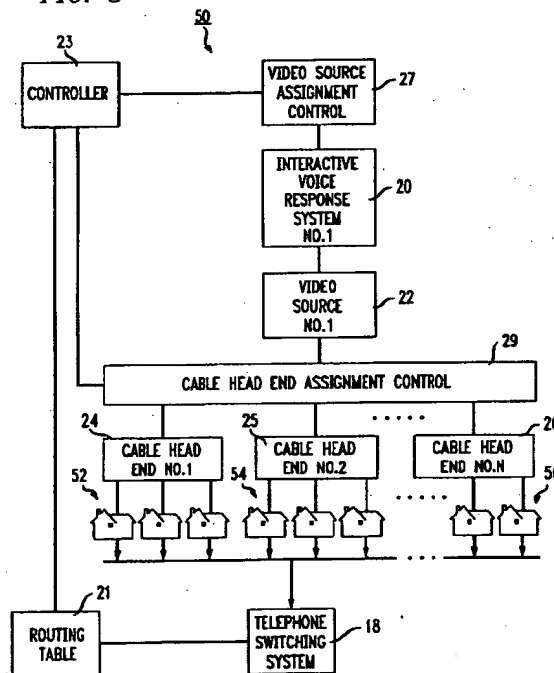 50
23
CONTROLLER
VIDEO SOURCE
ASSIGNMENT
CONTROL
27
INTERACTIVE
VOICE
RESPONSE
SYSTEM
NO.1
20
VIDEO
SOURCE
NO.1
22
29
CABLE HEAD END ASSIGNMENT CONTROL
24
CABLE HEAD
END NO.1
25
CABLE HEAD
END NO.2
CABLE HEAD
END NO.N
52
54
21
ROUTING
TABLE
TELEPHONE
SWITCHING
SYSTEM
18